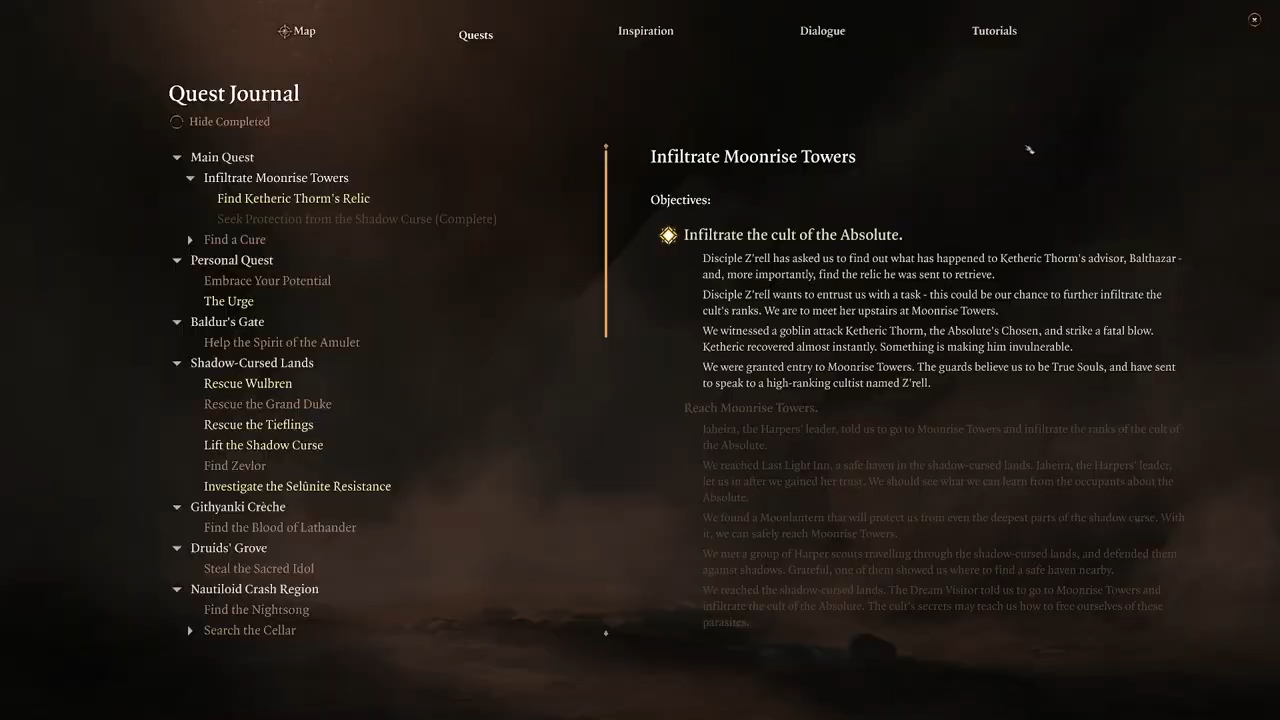 Map
Quests
Inspiration
Dialogue
Tutorials
Quest Journal
Hide Completed
Main Quest
Infiltrate Moonrise Towers
Find Ketheric Thorm's Relic
Seek Protection from the Shadow Curse (Complete)
Find a Cure
Personal Quest
Embrace Your Potential
The Urge
Baldur's Gate
Help the Spirit of the Amulet
Shadow-Cursed Lands
Rescue Wulbren
Rescue the Grand Duke
Rescue the Tieflings
Lift the Shadow Curse
Find Zevlor
Investigate the Selûnite Resistance
Githyanki Crèche
Find the Blood of Lathander
Druids' Grove
Steal the Sacred Idol
Nautiloid Crash Region
Find the Nightsong
Search the Cellar
Infiltrate Moonrise Towers
Objectives:
Infiltrate the cult of the Absolute.
Disciple Z'rell has asked us to find out what has happened to Ketheric Thorm's advisor, Balthazar -
and, more importantly, find the relic he was sent to retrieve.
Disciple Z'rell wants to entrust us with a task - this could be our chance to further infiltrate the
cult's ranks. We are to meet her upstairs at Moonrise Towers.
We witnessed a goblin attack Ketheric Thorm, the Absolute's Chosen, and strike a fatal blow.
Ketheric recovered almost instantly. Something is making him invulnerable.
We were granted entry to Moonrise Towers. The guards believe us to be True Souls, and have sent
to speak to a high-ranking cultist named Z'rell.
Reach Moonrise Towers.
Jaheira, the Harpers' leader, told us to go to Moonrise Towers and infiltrate the ranks of the cult of
the Absolute.
We reached Last Light Inn, a safe haven in the shadow-cursed lands. Jaheira, the Harpers' leader,
let us in after we gained her trust. We should see what we can learn from the occupants about the
Absolute.
We found a Moonlantern that will protect us from even the deepest parts of the shadow curse. With
it, we can safely reach Moonrise Towers.
We met a group of Harper scouts travelling through the shadow-cursed lands, and defended them
against shadows. Grateful, one of them showed us where to find a safe haven nearby.
We reached the shadow-cursed lands. The Dream Visitor told us to go to Moonrise Towers and
infiltrate the cult of the Absolute. The cult's secrets may teach us how to free ourselves of these
parasites.